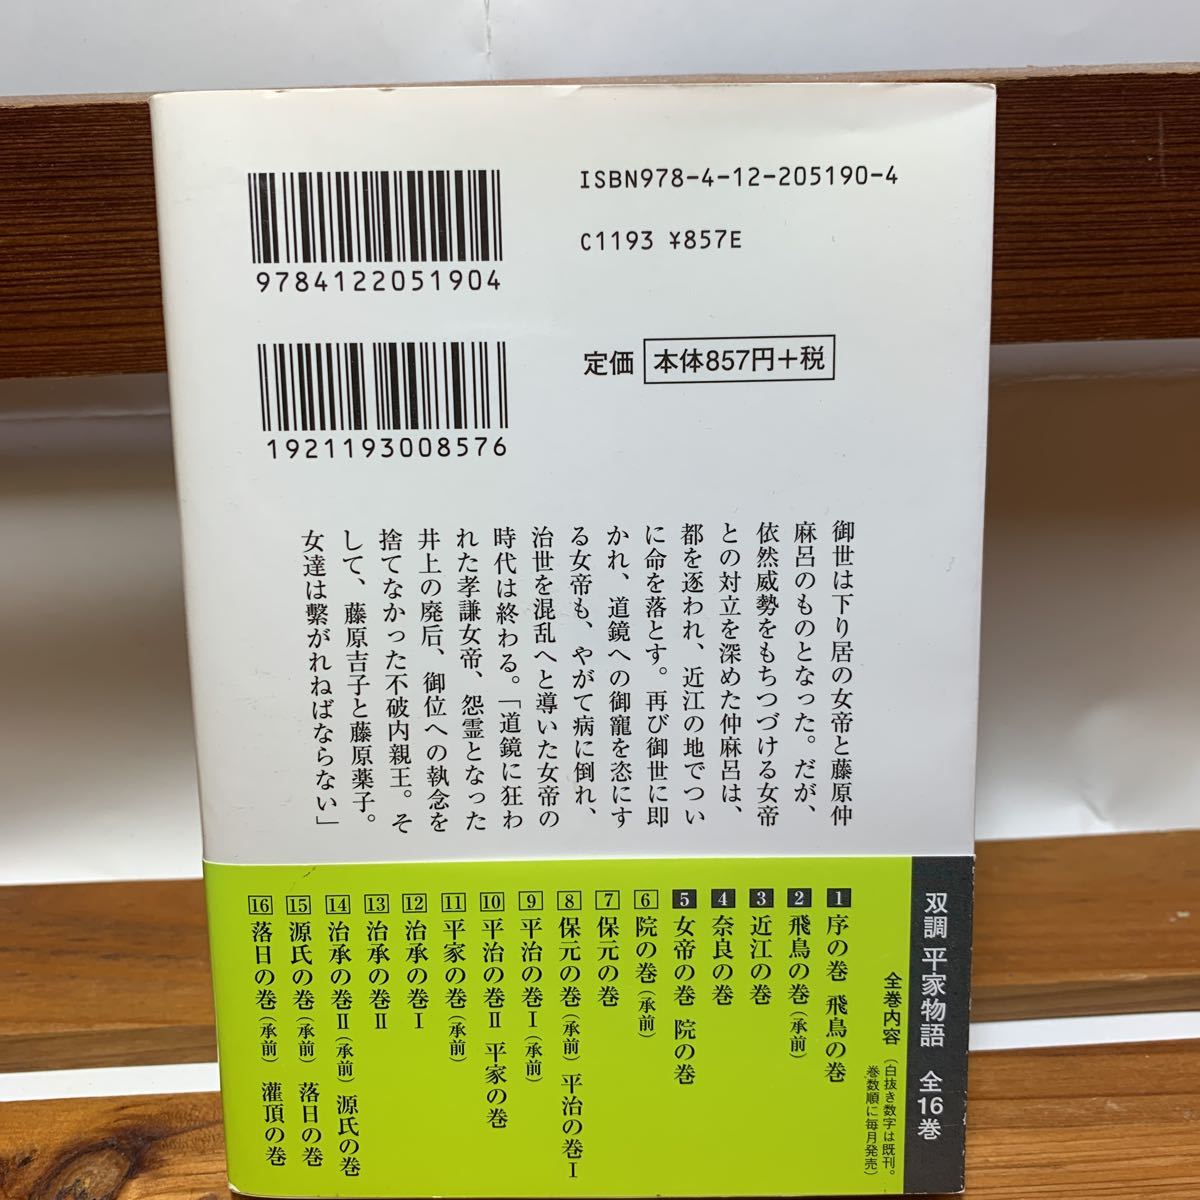 ISBN978-4-12-205190-4
C1193 ¥857E
9784122051904
定価 本体857円+税
1921193008576
御世は下り居の女帝と藤原仲
麻呂のものとなった。だが、
依然威勢をもちつづける女帝
との対立を深めた仲麻呂は、
都を逐われ、近江の地でつい
に命を落とす。再び御世に即
かれ、道鏡への御寵を恣にす
る女帝も、やがて病に倒れ、
治世を混乱へと導いた女帝の
時代は終わる。「道鏡に狂わ
れた孝謙女帝、怨霊となった
井上の廃后、御位への執念を
捨てなかった不破内親王。そ
して、藤原吉子と藤原薬子。
女達は繋がれねばならない」
双調 平家物語 全16巻
全巻内容(白抜き数字は既刊。
巻数順に毎月発売)
1 序の巻 飛鳥の巻
2 飛鳥の巻(承前)
3 近江の巻
4 奈良の巻
5 女帝の巻 院の巻
6 院の巻(承前)
7 保元の巻
8 保元の巻(承前) 平治の巻Ⅰ
9 平治の巻Ⅰ(承前)
10 平治の巻Ⅱ 平家の巻
11 平家の巻(承前)
12 治承の巻Ⅰ
13 治承の巻Ⅱ
14 治承の巻Ⅱ(承前) 源氏の巻
15 源氏の巻(承前) 落日の巻
16 落日の巻(承前) 灌頂の巻